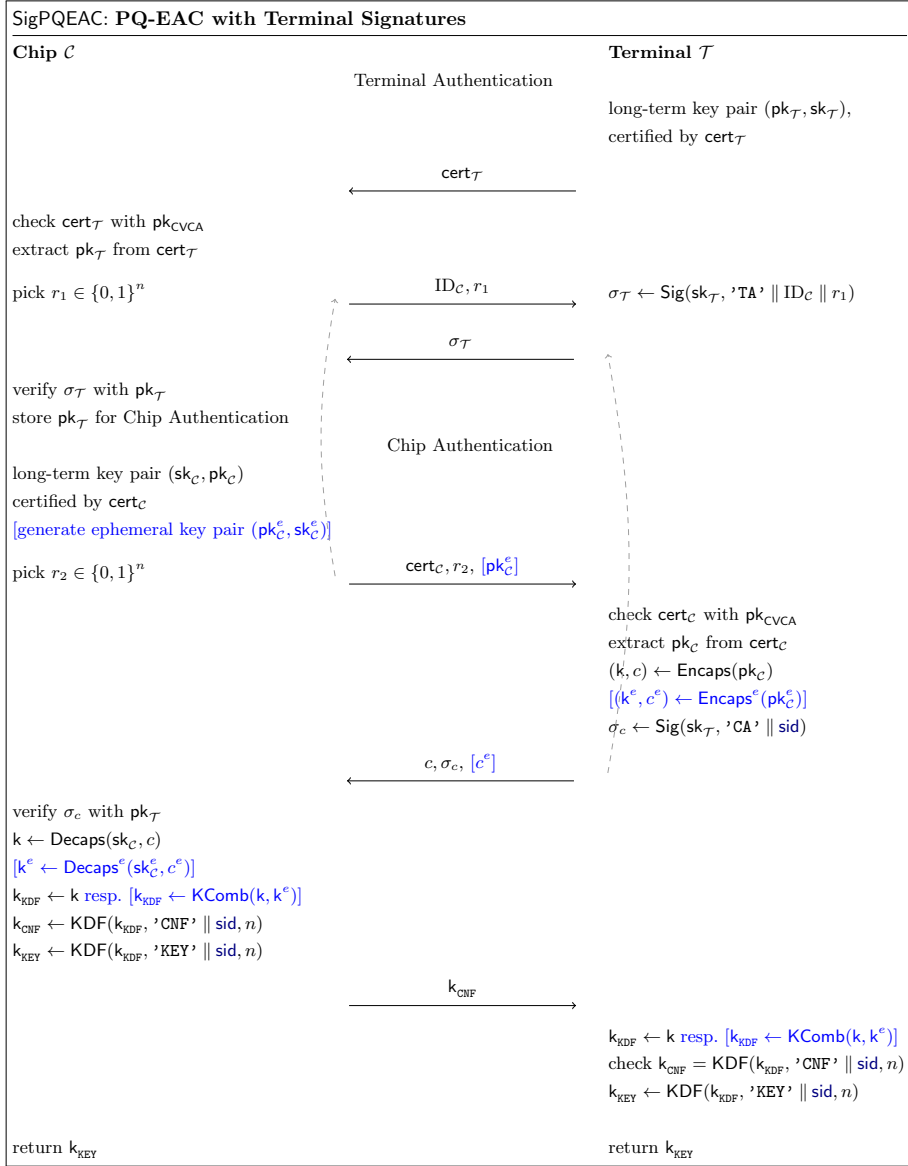 SigPQEAC: PQ-EAC with Terminal Signatures
Chip 𝒞
Terminal 𝒯
Terminal Authentication
long-term key pair (pk_𝒯, sk_𝒯),
certified by cert_𝒯
cert_𝒯
check cert_𝒯 with pk_CVCA
extract pk_𝒯 from cert_𝒯
pick r₁ ∈ {0, 1}ⁿ
ID_𝒞, r₁
σ_𝒯 ← Sig(sk_𝒯, 'TA' ∥ ID_𝒞 ∥ r₁)
σ_𝒯
verify σ_𝒯 with pk_𝒯
store pk_𝒯 for Chip Authentication
Chip Authentication
long-term key pair (sk_𝒞, pk_𝒞)
certified by cert_𝒞
[generate ephemeral key pair (pk_𝒞^e, sk_𝒞^e)]
pick r₂ ∈ {0, 1}ⁿ
cert_𝒞, r₂, [pk_𝒞^e]
check cert_𝒞 with pk_CVCA
extract pk_𝒞 from cert_𝒞
(k, c) ← Encaps(pk_𝒞)
[(k^e, c^e) ← Encaps^e(pk_𝒞^e)]
σ_c ← Sig(sk_𝒯, 'CA' ∥ sid)
c, σ_c, [c^e]
verify σ_c with pk_𝒯
k ← Decaps(sk_𝒞, c)
[k^e ← Decaps^e(sk_𝒞^e, c^e)]
k_KDF ← k resp. [k_KDF ← KComb(k, k^e)]
k_CNF ← KDF(k_KDF, 'CNF' ∥ sid, n)
k_KEY ← KDF(k_KDF, 'KEY' ∥ sid, n)
k_CNF
k_KDF ← k resp. [k_KDF ← KComb(k, k^e)]
check k_CNF = KDF(k_KDF, 'CNF' ∥ sid, n)
k_KEY ← KDF(k_KDF, 'KEY' ∥ sid, n)
return k_KEY
return k_KEY